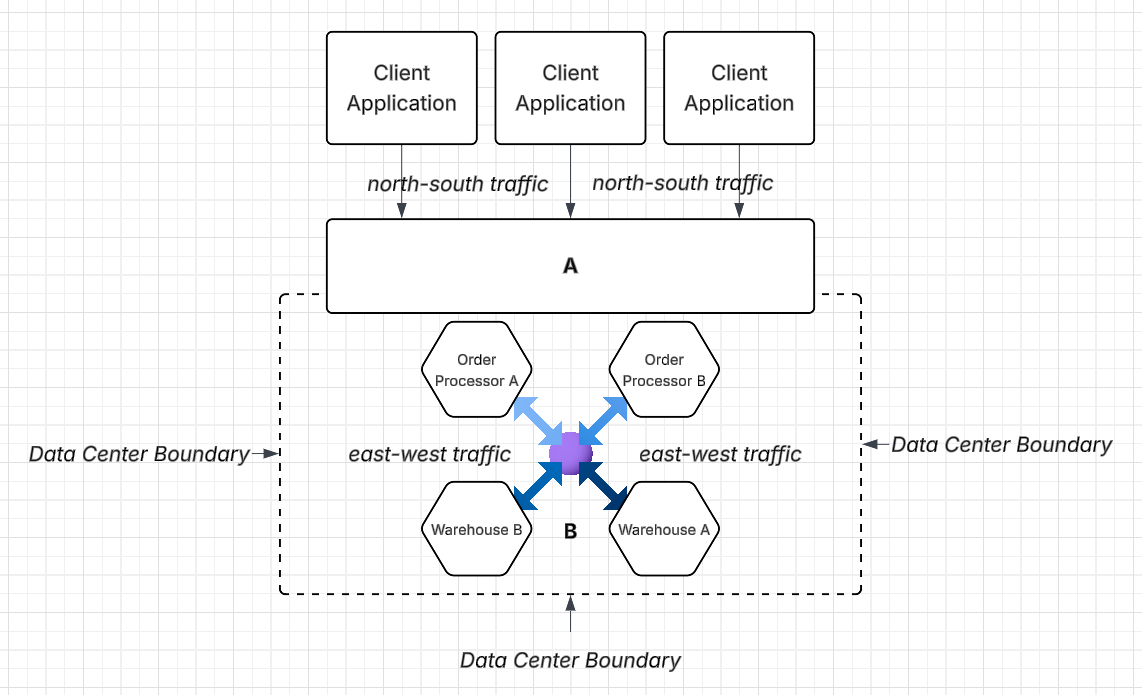 Client
Application
Client
Application
Client
Application
north-south traffic
north-south traffic
A
Order
Processor A
Order
Processor B
Data Center Boundary
east-west traffic
east-west traffic
Data Center Boundary
Warehouse B
B
Warehouse A
Data Center Boundary